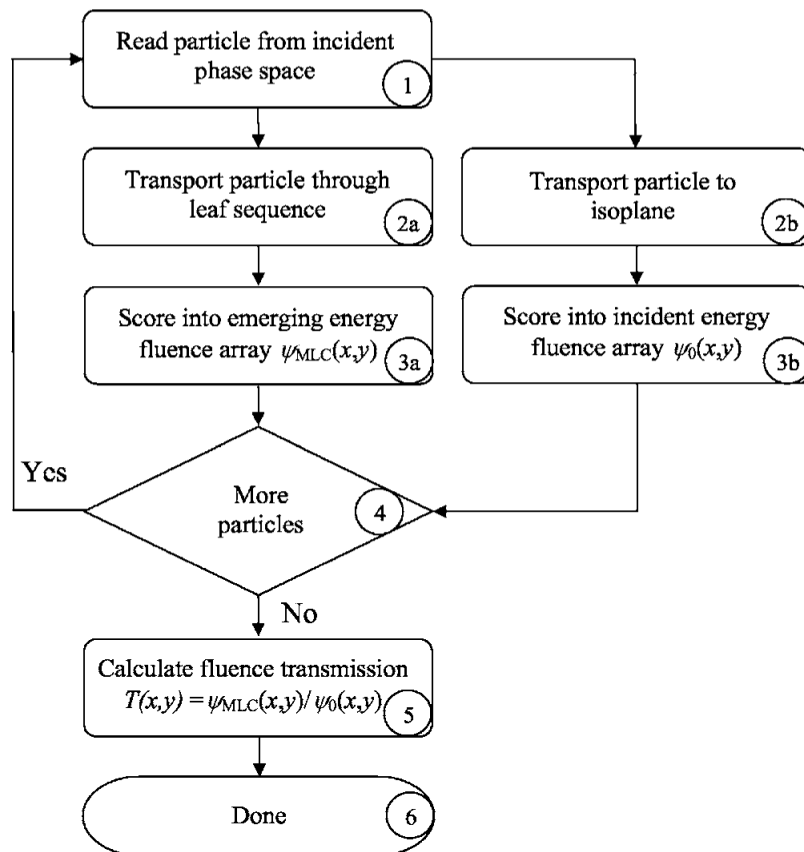 Read particle from incident
phase space
1
Transport particle through
leaf sequence
2a
Transport particle to
isoplane
2b
Score into emerging energy
fluence array ψMLC(x,y)
3a
Score into incident energy
fluence array ψ0(x,y)
3b
Yes
More
particles
4
No
Calculate fluence transmission
T(x,y) = ψMLC(x,y)/ ψ0(x,y)
5
Done
6